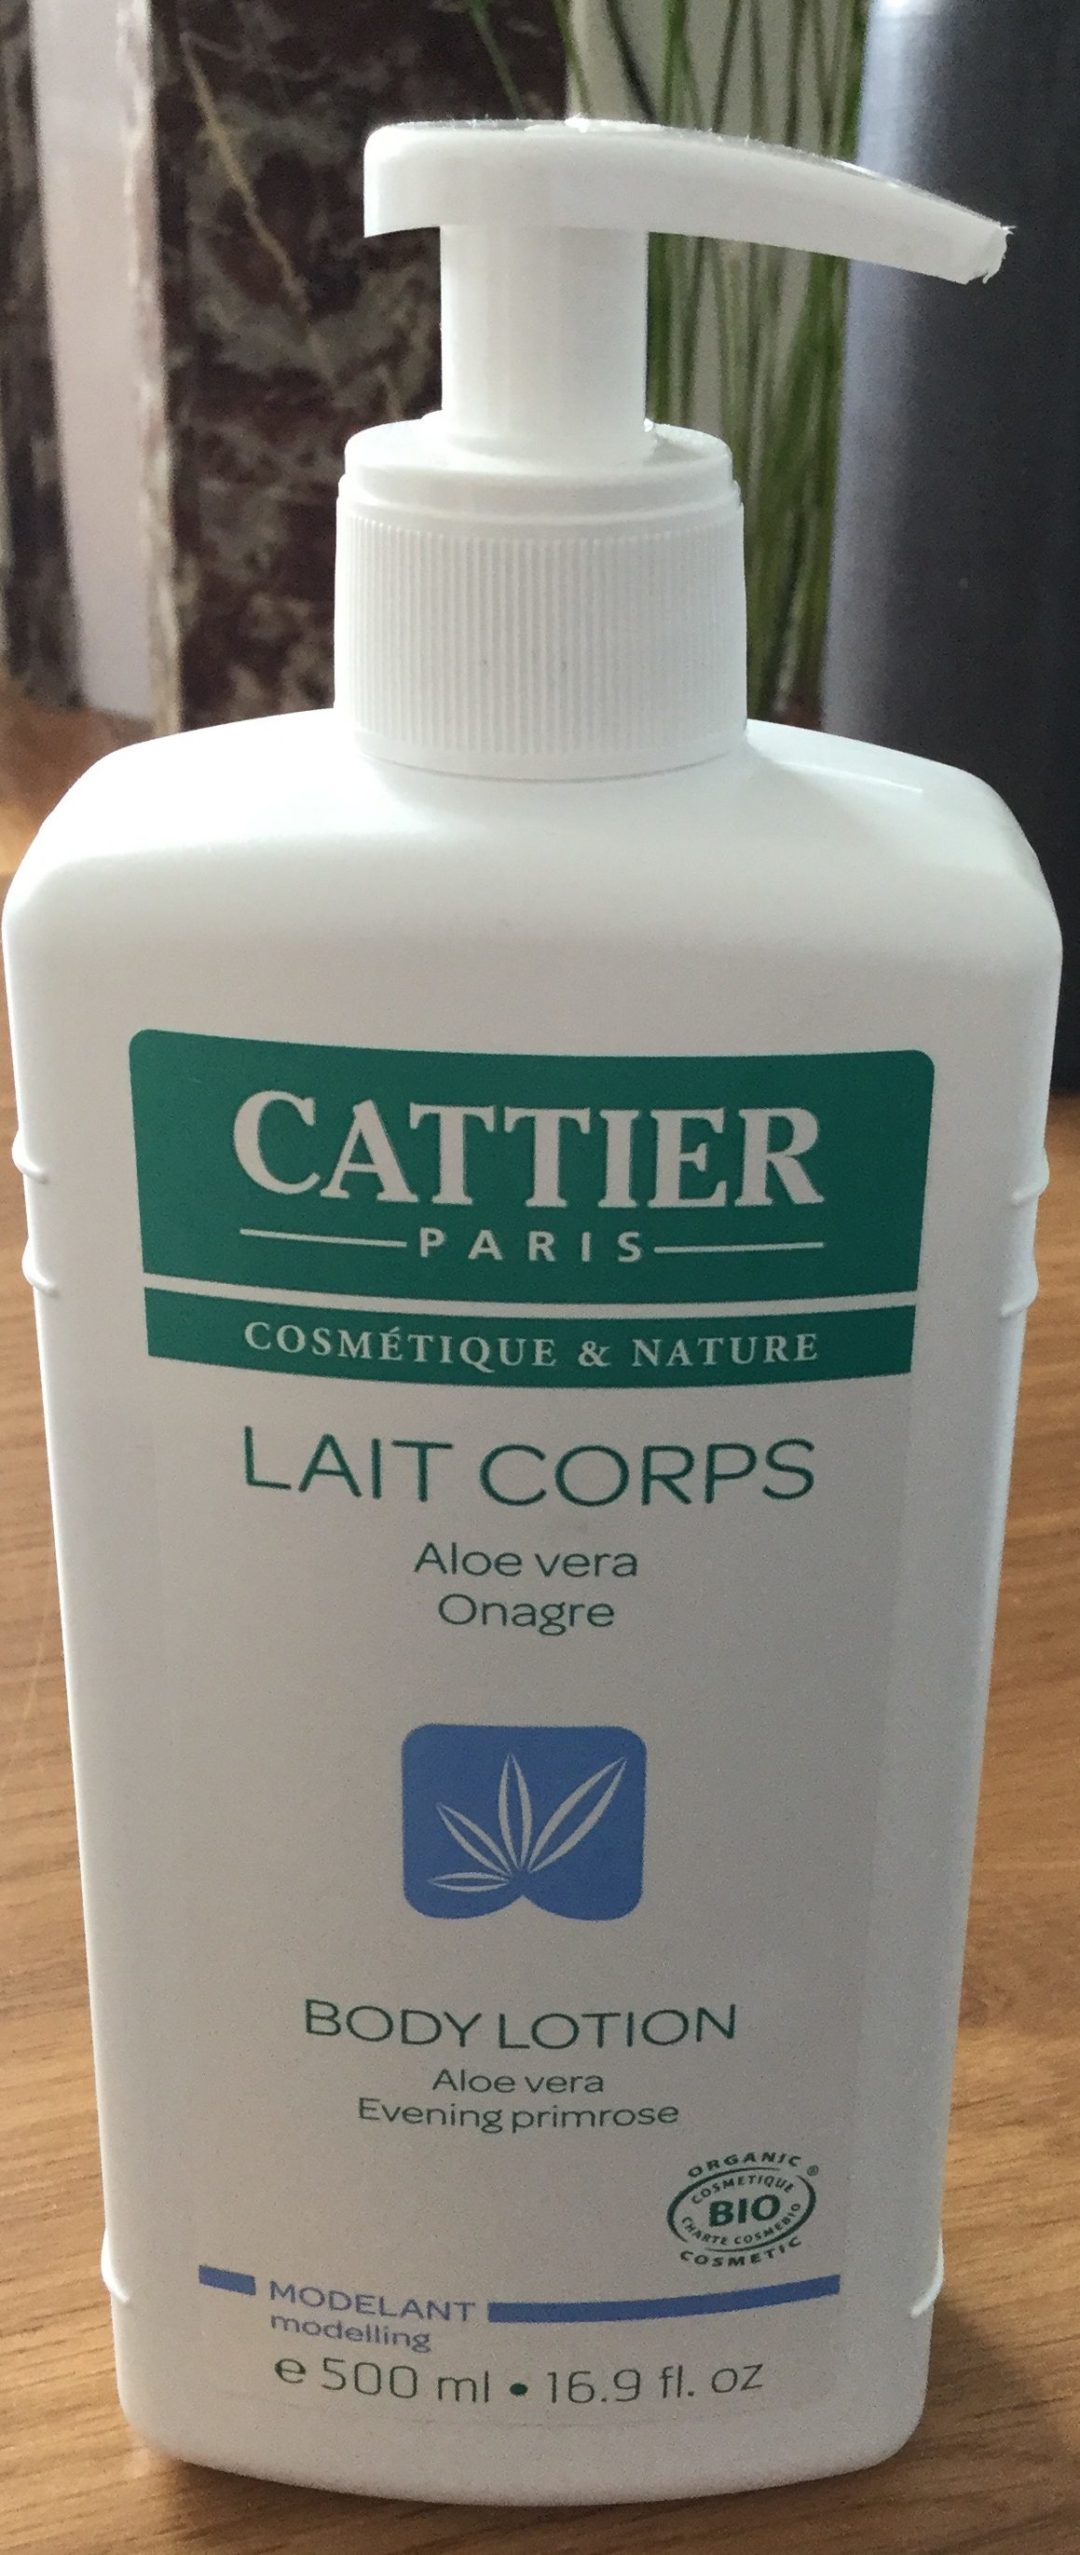 CATTIER
PARIS
COSMÉTIQUE & NATURE
LAIT CORPS
Aloe vera
Onagre
BODY LOTION
Aloe vera
Evening primrose
ORGANIC ®
COSMETIQUE
BIO
CHARTE COSMEBIO
COSMETIC
MODELANT
modelling
e 500 ml • 16.9 fl. oz